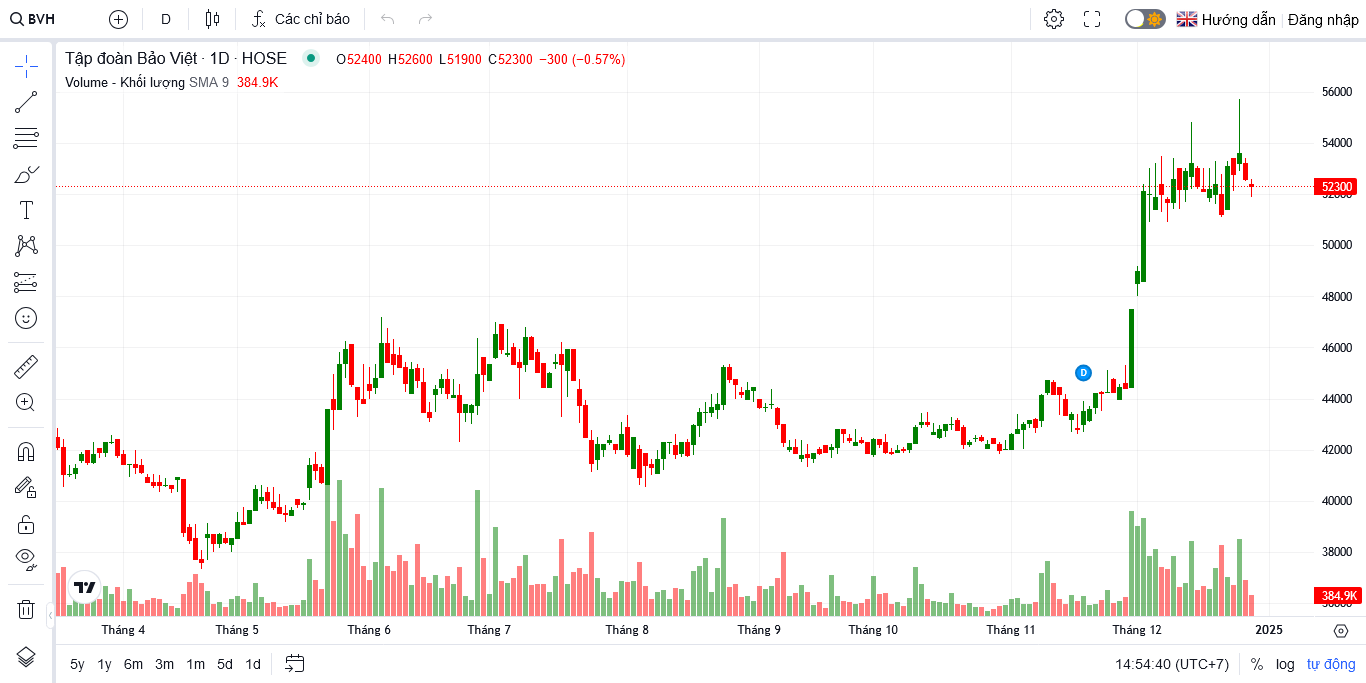 BVH D Các chỉ báo Hướng dẫn Đăng nhập
Tập đoàn Bảo Việt · 1D · HOSE O52400 H52600 L51900 C52300 −300 (−0.57%)
Volume - Khối lượng SMA 9 384.9K
56000
54000
52300
52000
50000
48000
46000
D
44000
42000
40000
38000
384.9K
36000
Tháng 4 Tháng 5 Tháng 6 Tháng 7 Tháng 8 Tháng 9 Tháng 10 Tháng 11 Tháng 12 2025
5y 1y 6m 3m 1m 5d 1d 14:54:40 (UTC+7) % log tự động